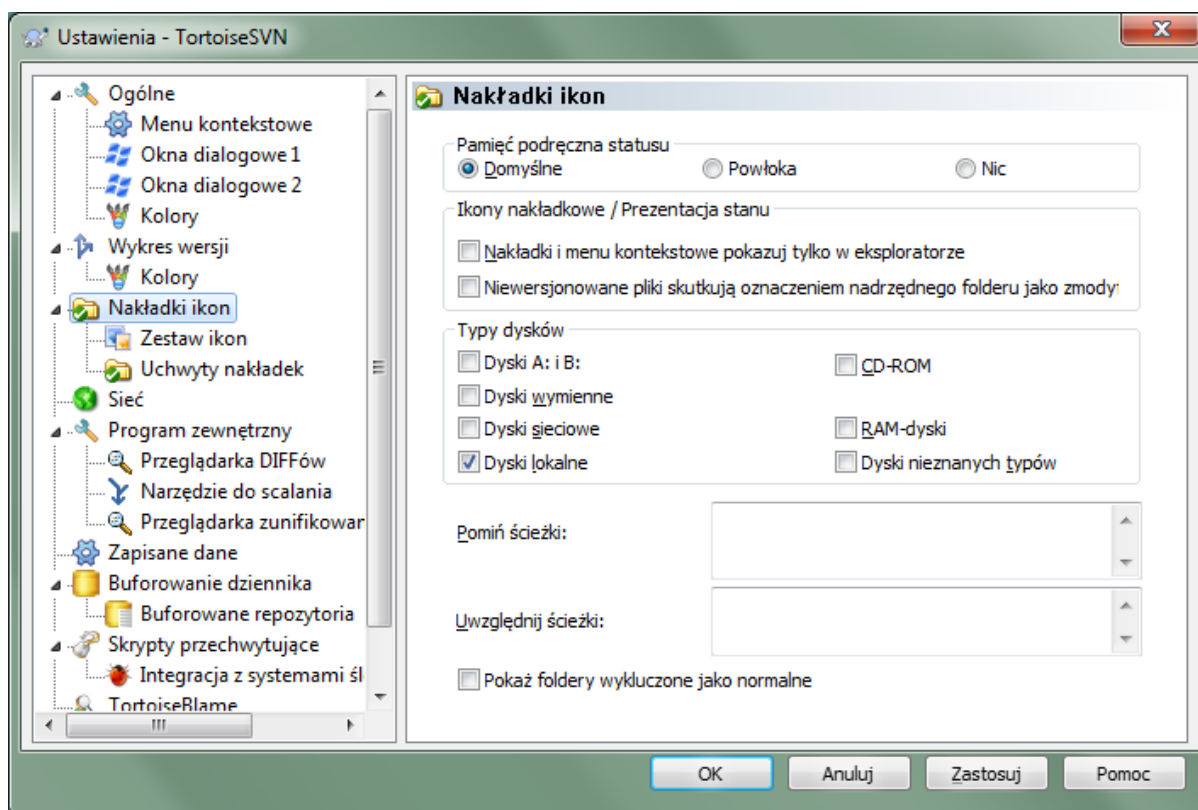 Ustawienia - TortoiseSVN
Ogólne
Menu kontekstowe
Okna dialogowe 1
Okna dialogowe 2
Kolory
Wykres wersji
Kolory
Nakładki ikon
Zestaw ikon
Uchwyty nakładek
Sieć
Program zewnętrzny
Przeglądarka DIFFów
Narzędzie do scalania
Przeglądarka zunifikowan
Zapisane dane
Buforowanie dziennika
Buforowane repozytoria
Skrypty przechwytujące
Integracja z systemami śl
TortoiseBlame
Nakładki ikon
Pamięć podręczna statusu
Domyślne Powłoka Nic
Ikony nakładkowe / Prezentacja stanu
Nakładki i menu kontekstowe pokazuj tylko w eksploratorze
Niewersjonowane pliki skutkują oznaczeniem nadrzędnego folderu jako zmody
Typy dysków
Dyski A: i B: CD-ROM
Dyski wymienne
Dyski sieciowe RAM-dyski
Dyski lokalne Dyski nieznanych typów
Pomiń ścieżki:
Uwzględnij ścieżki:
Pokaż foldery wykluczone jako normalne
OK Anuluj Zastosuj Pomoc